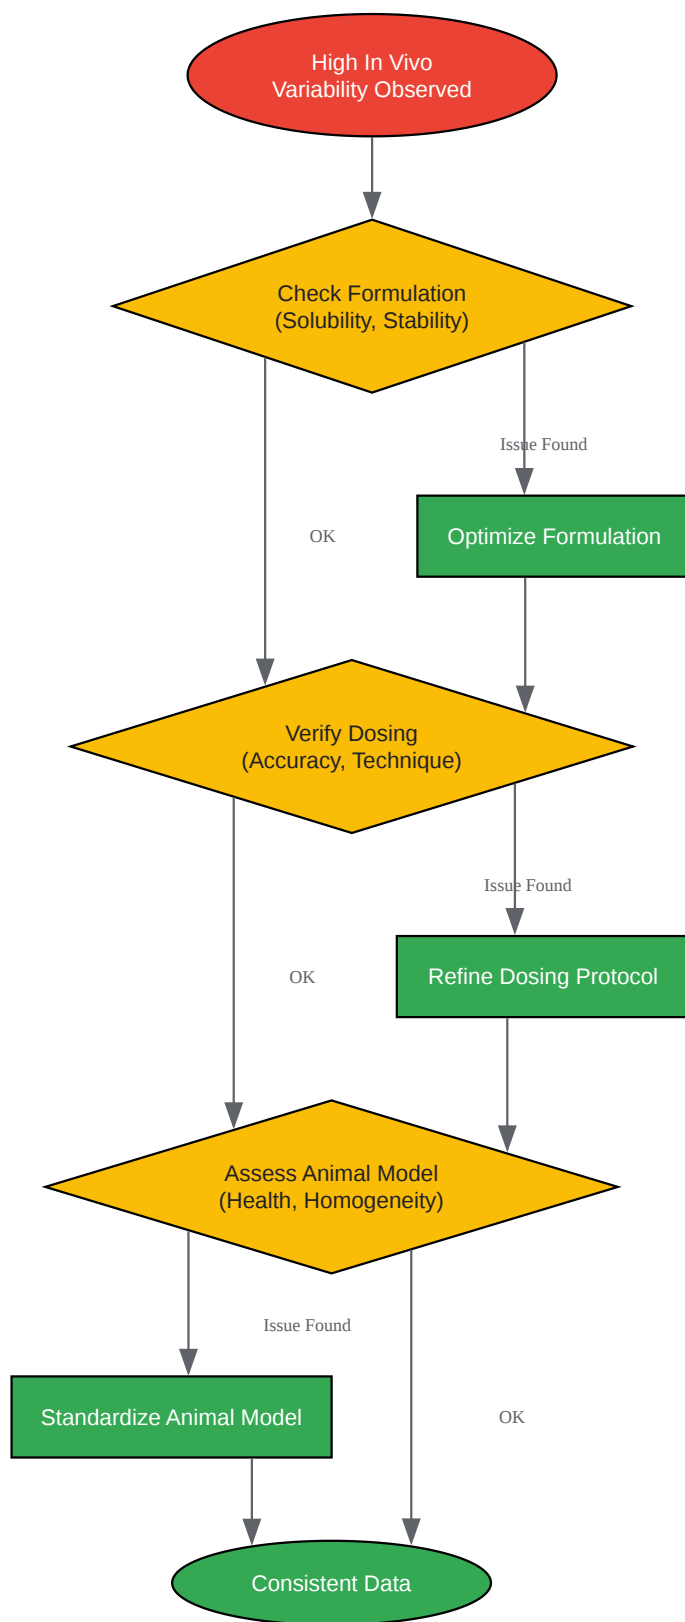 High In Vivo
Variability Observed
Check Formulation
(Solubility, Stability)
Issue Found
OK
Optimize Formulation
Verify Dosing
(Accuracy, Technique)
Issue Found
OK
Refine Dosing Protocol
Assess Animal Model
(Health, Homogeneity)
Issue Found
Standardize Animal Model
OK
Consistent Data